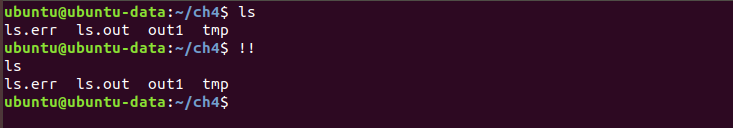 ubuntu@ubuntu-data:~/ch4$ ls
ls.err  ls.out  out1  tmp
ubuntu@ubuntu-data:~/ch4$ !!
ls
ls.err  ls.out  out1  tmp
ubuntu@ubuntu-data:~/ch4$